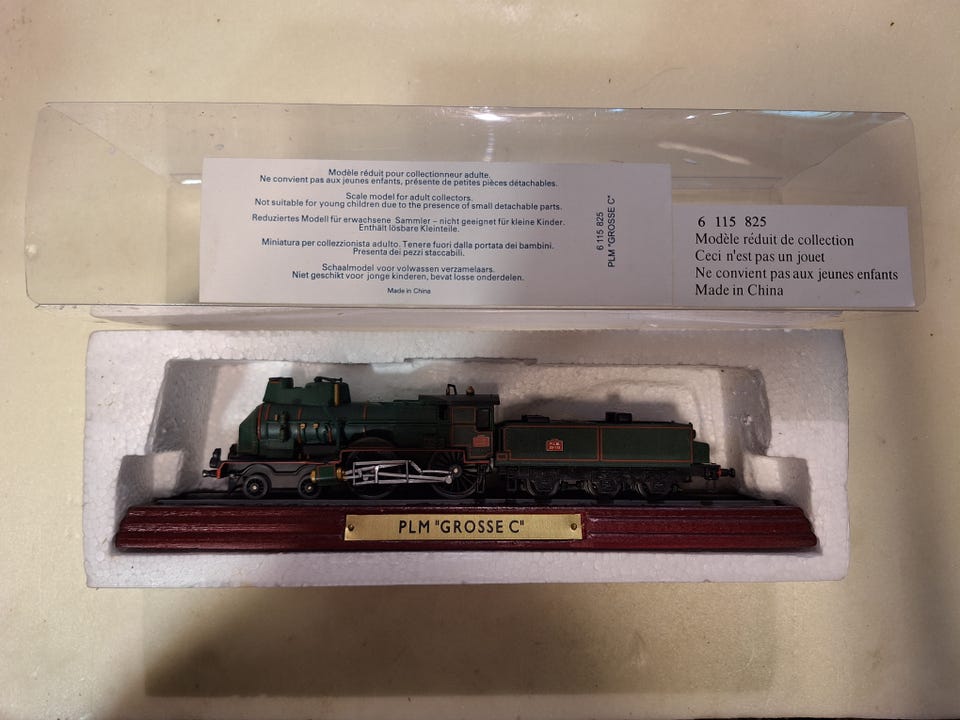 Modèle réduit pour collectionneur adulte.
Ne convient pas aux jeunes enfants, présente de petites pièces détachables.
Scale model for adult collectors.
Not suitable for young children due to the presence of small detachable parts.
Reduziertes Modell für erwachsene Sammler – nicht geeignet für kleine Kinder.
Enthält lösbare Kleinteile.
Miniatura per collezzionista adulto. Tenere fuori dalla portata dei bambini.
Presenta dei pezzi staccabili.
Schaalmodel voor volwassen verzamelaars.
Niet geschikt voor jonge kinderen, bevat losse onderdelen.
Made in China
6 115 825
PLM "GROSSE C"
6 115 825
Modèle réduit de collection
Ceci n'est pas un jouet
Ne convient pas aux jeunes enfants
Made in China
PLM "GROSSE C"